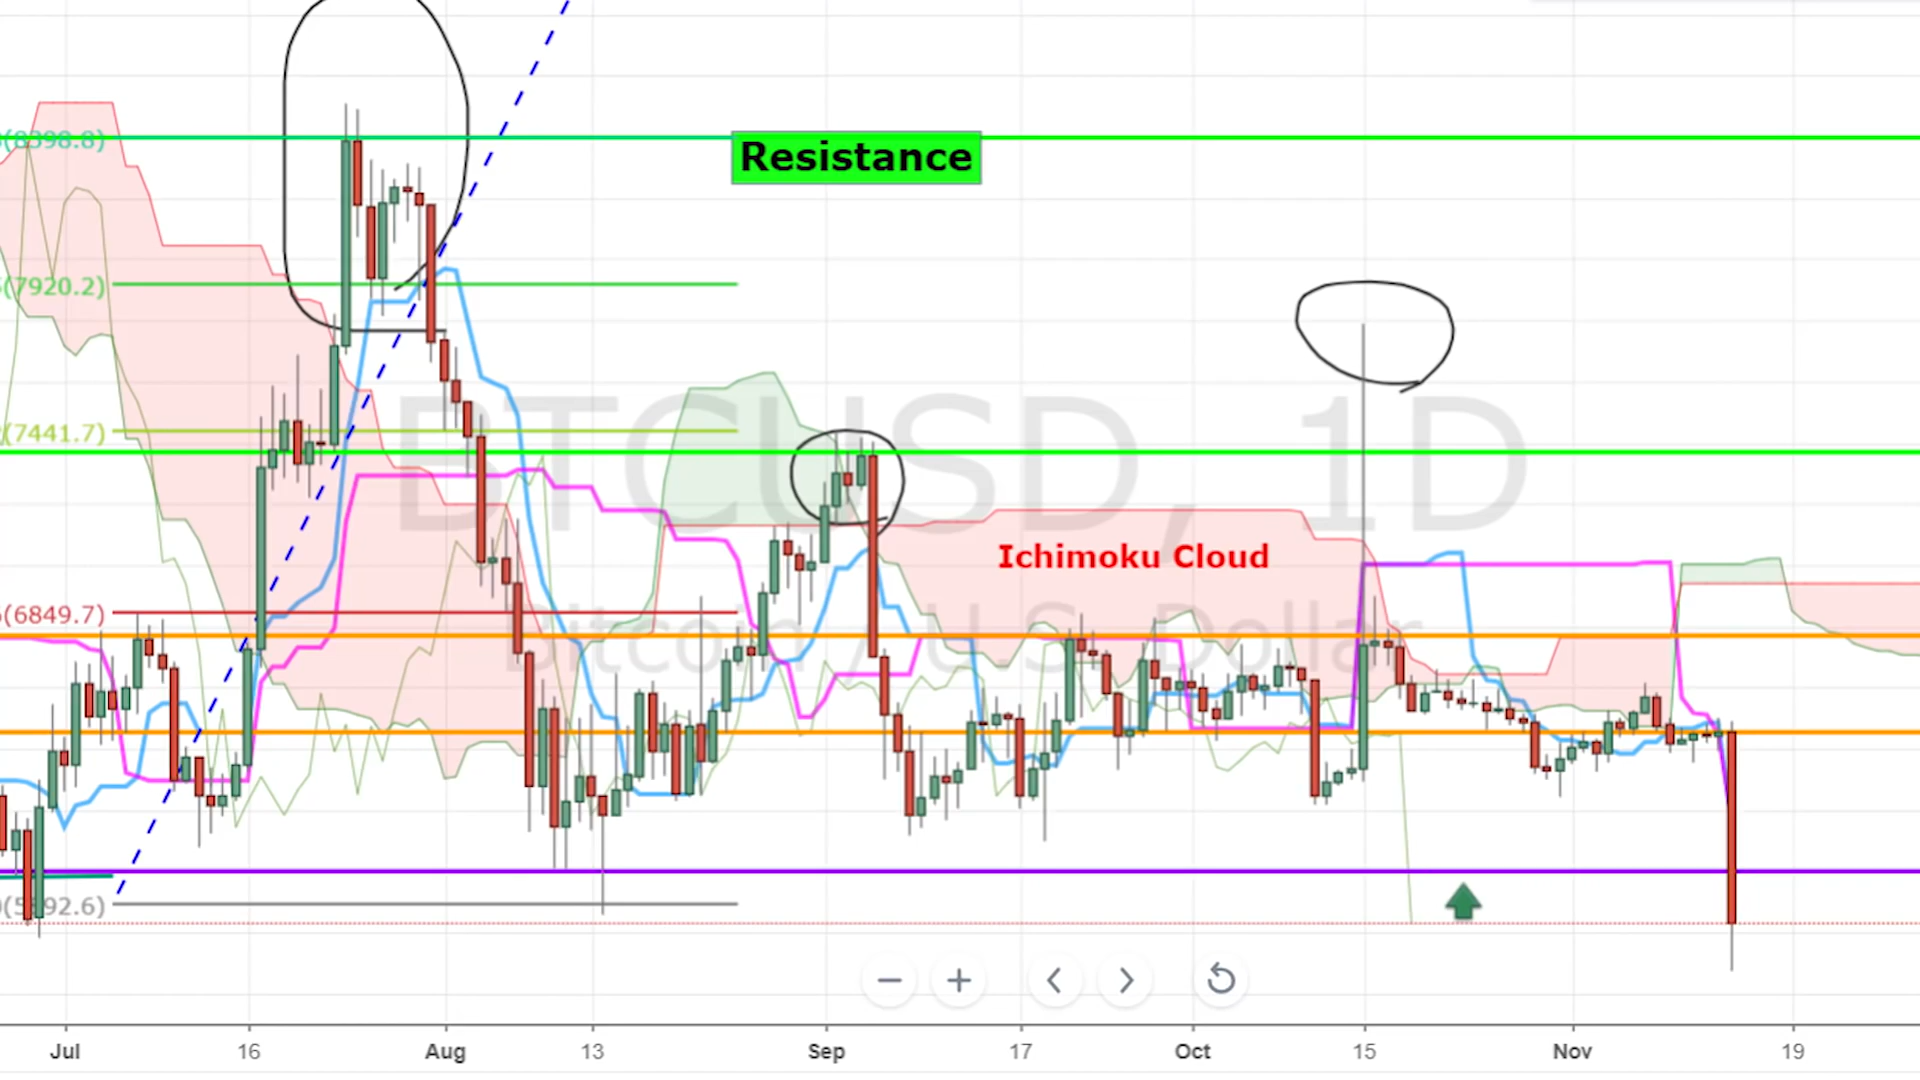 (8398.8)
Resistance
(7920.2)
(7441.7)
BTCUSD, 1D
Ichimoku Cloud
(6849.7)
Bitcoin / U.S. Dollar
Jul 16 Aug 13 Sep 17 Oct 15 Nov 19